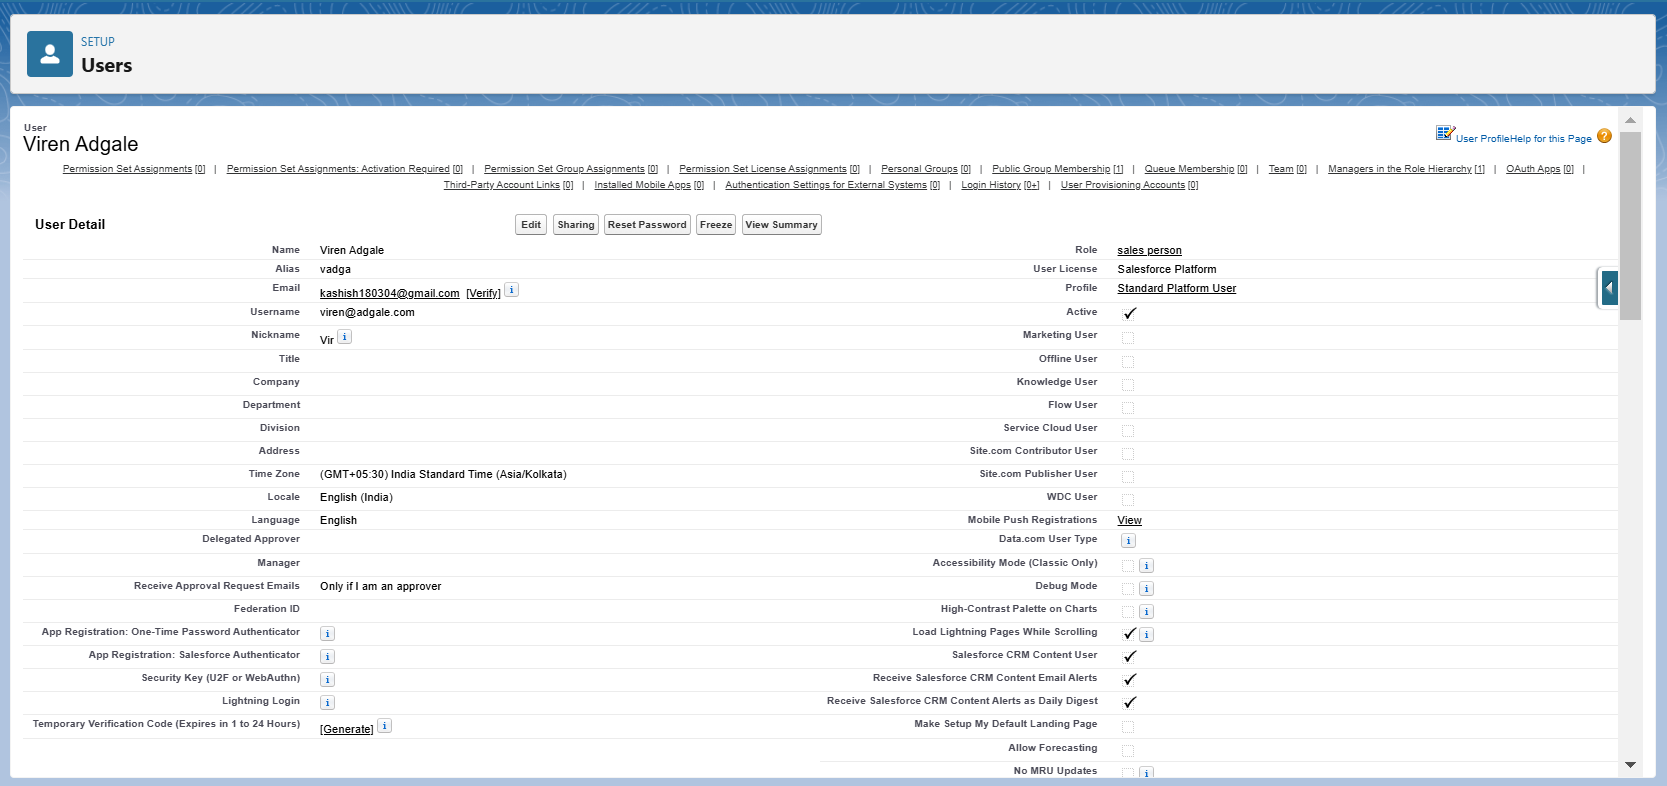 SETUP
Users
User
Viren Adgale
User Profile Help for this Page
Permission Set Assignments [0] | Permission Set Assignments: Activation Required [0] | Permission Set Group Assignments [0] | Permission Set License Assignments [0] | Personal Groups [0] | Public Group Membership [1] | Queue Membership [0] | Team [0] | Managers in the Role Hierarchy [1] | OAuth Apps [0] |
Third-Party Account Links [0] | Installed Mobile Apps [0] | Authentication Settings for External Systems [0] | Login History [0+] | User Provisioning Accounts [0]
User Detail Edit Sharing Reset Password Freeze View Summary
Name Viren Adgale Role sales person
Alias vadga User License Salesforce Platform
Email kashish180304@gmail.com [Verify] i Profile Standard Platform User
Username viren@adgale.com Active
Nickname Vir i Marketing User
Title Offline User
Company Knowledge User
Department Flow User
Division Service Cloud User
Address Site.com Contributor User
Time Zone (GMT+05:30) India Standard Time (Asia/Kolkata) Site.com Publisher User
Locale English (India) WDC User
Language English Mobile Push Registrations View
Delegated Approver Data.com User Type i
Manager Accessibility Mode (Classic Only) i
Receive Approval Request Emails Only if I am an approver Debug Mode i
Federation ID High-Contrast Palette on Charts i
App Registration: One-Time Password Authenticator i Load Lightning Pages While Scrolling i
App Registration: Salesforce Authenticator i Salesforce CRM Content User
Security Key (U2F or WebAuthn) i Receive Salesforce CRM Content Email Alerts
Lightning Login i Receive Salesforce CRM Content Alerts as Daily Digest
Temporary Verification Code (Expires in 1 to 24 Hours) [Generate] i Make Setup My Default Landing Page
Allow Forecasting
No MRU Updates i